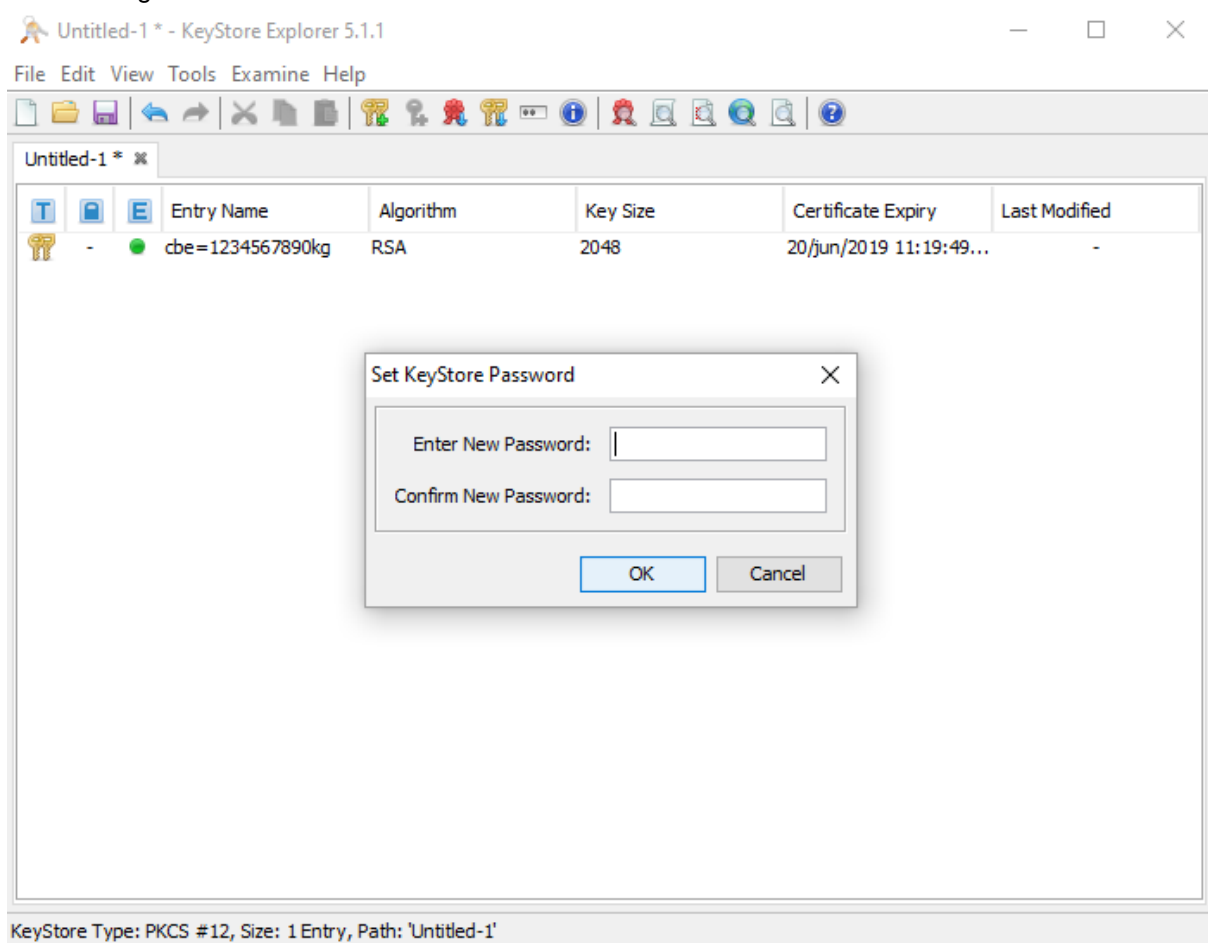 Untitled-1 * - KeyStore Explorer 5.1.1
File Edit View Tools Examine Help
Untitled-1 *
T E Entry Name Algorithm Key Size Certificate Expiry Last Modified
- cbe=1234567890kg RSA 2048 20/jun/2019 11:19:49... -
Set KeyStore Password
Enter New Password:
Confirm New Password:
OK Cancel
KeyStore Type: PKCS #12, Size: 1 Entry, Path: 'Untitled-1'